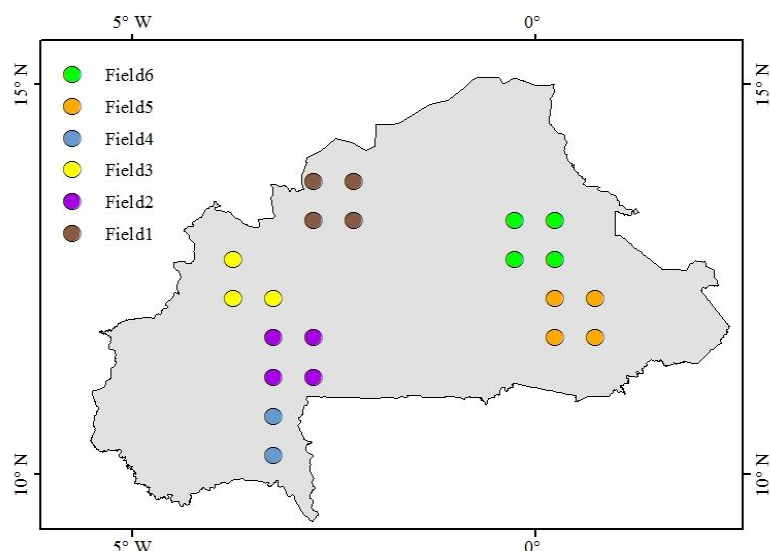 5° W 0°
15° N 15° N
Field6
Field5
Field4
Field3
Field2
Field1
10° N 10° N
5° W 0°